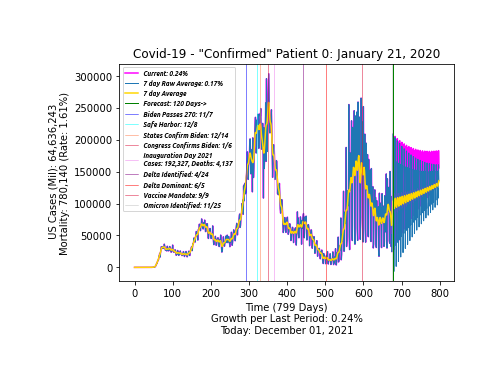 Covid-19 - "Confirmed" Patient 0: January 21, 2020
US Cases (Mil): 64,636,243
Mortality: 780,140 (Rate: 1.61%)
300000
250000
200000
150000
100000
50000
0
Current: 0.24%
7 day Raw Average: 0.17%
7 day Average
Forecast: 120 Days->
Biden Passes 270: 11/7
Safe Harbor: 12/8
States Confirm Biden: 12/14
Congress Confirms Biden: 1/6
Inauguration Day 2021
Cases: 192,327, Deaths: 4,137
Delta Identified: 4/24
Delta Dominant: 6/5
Vaccine Mandate: 9/9
Omicron Identified: 11/25
0 100 200 300 400 500 600 700 800
Time (799 Days)
Growth per Last Period: 0.24%
Today: December 01, 2021